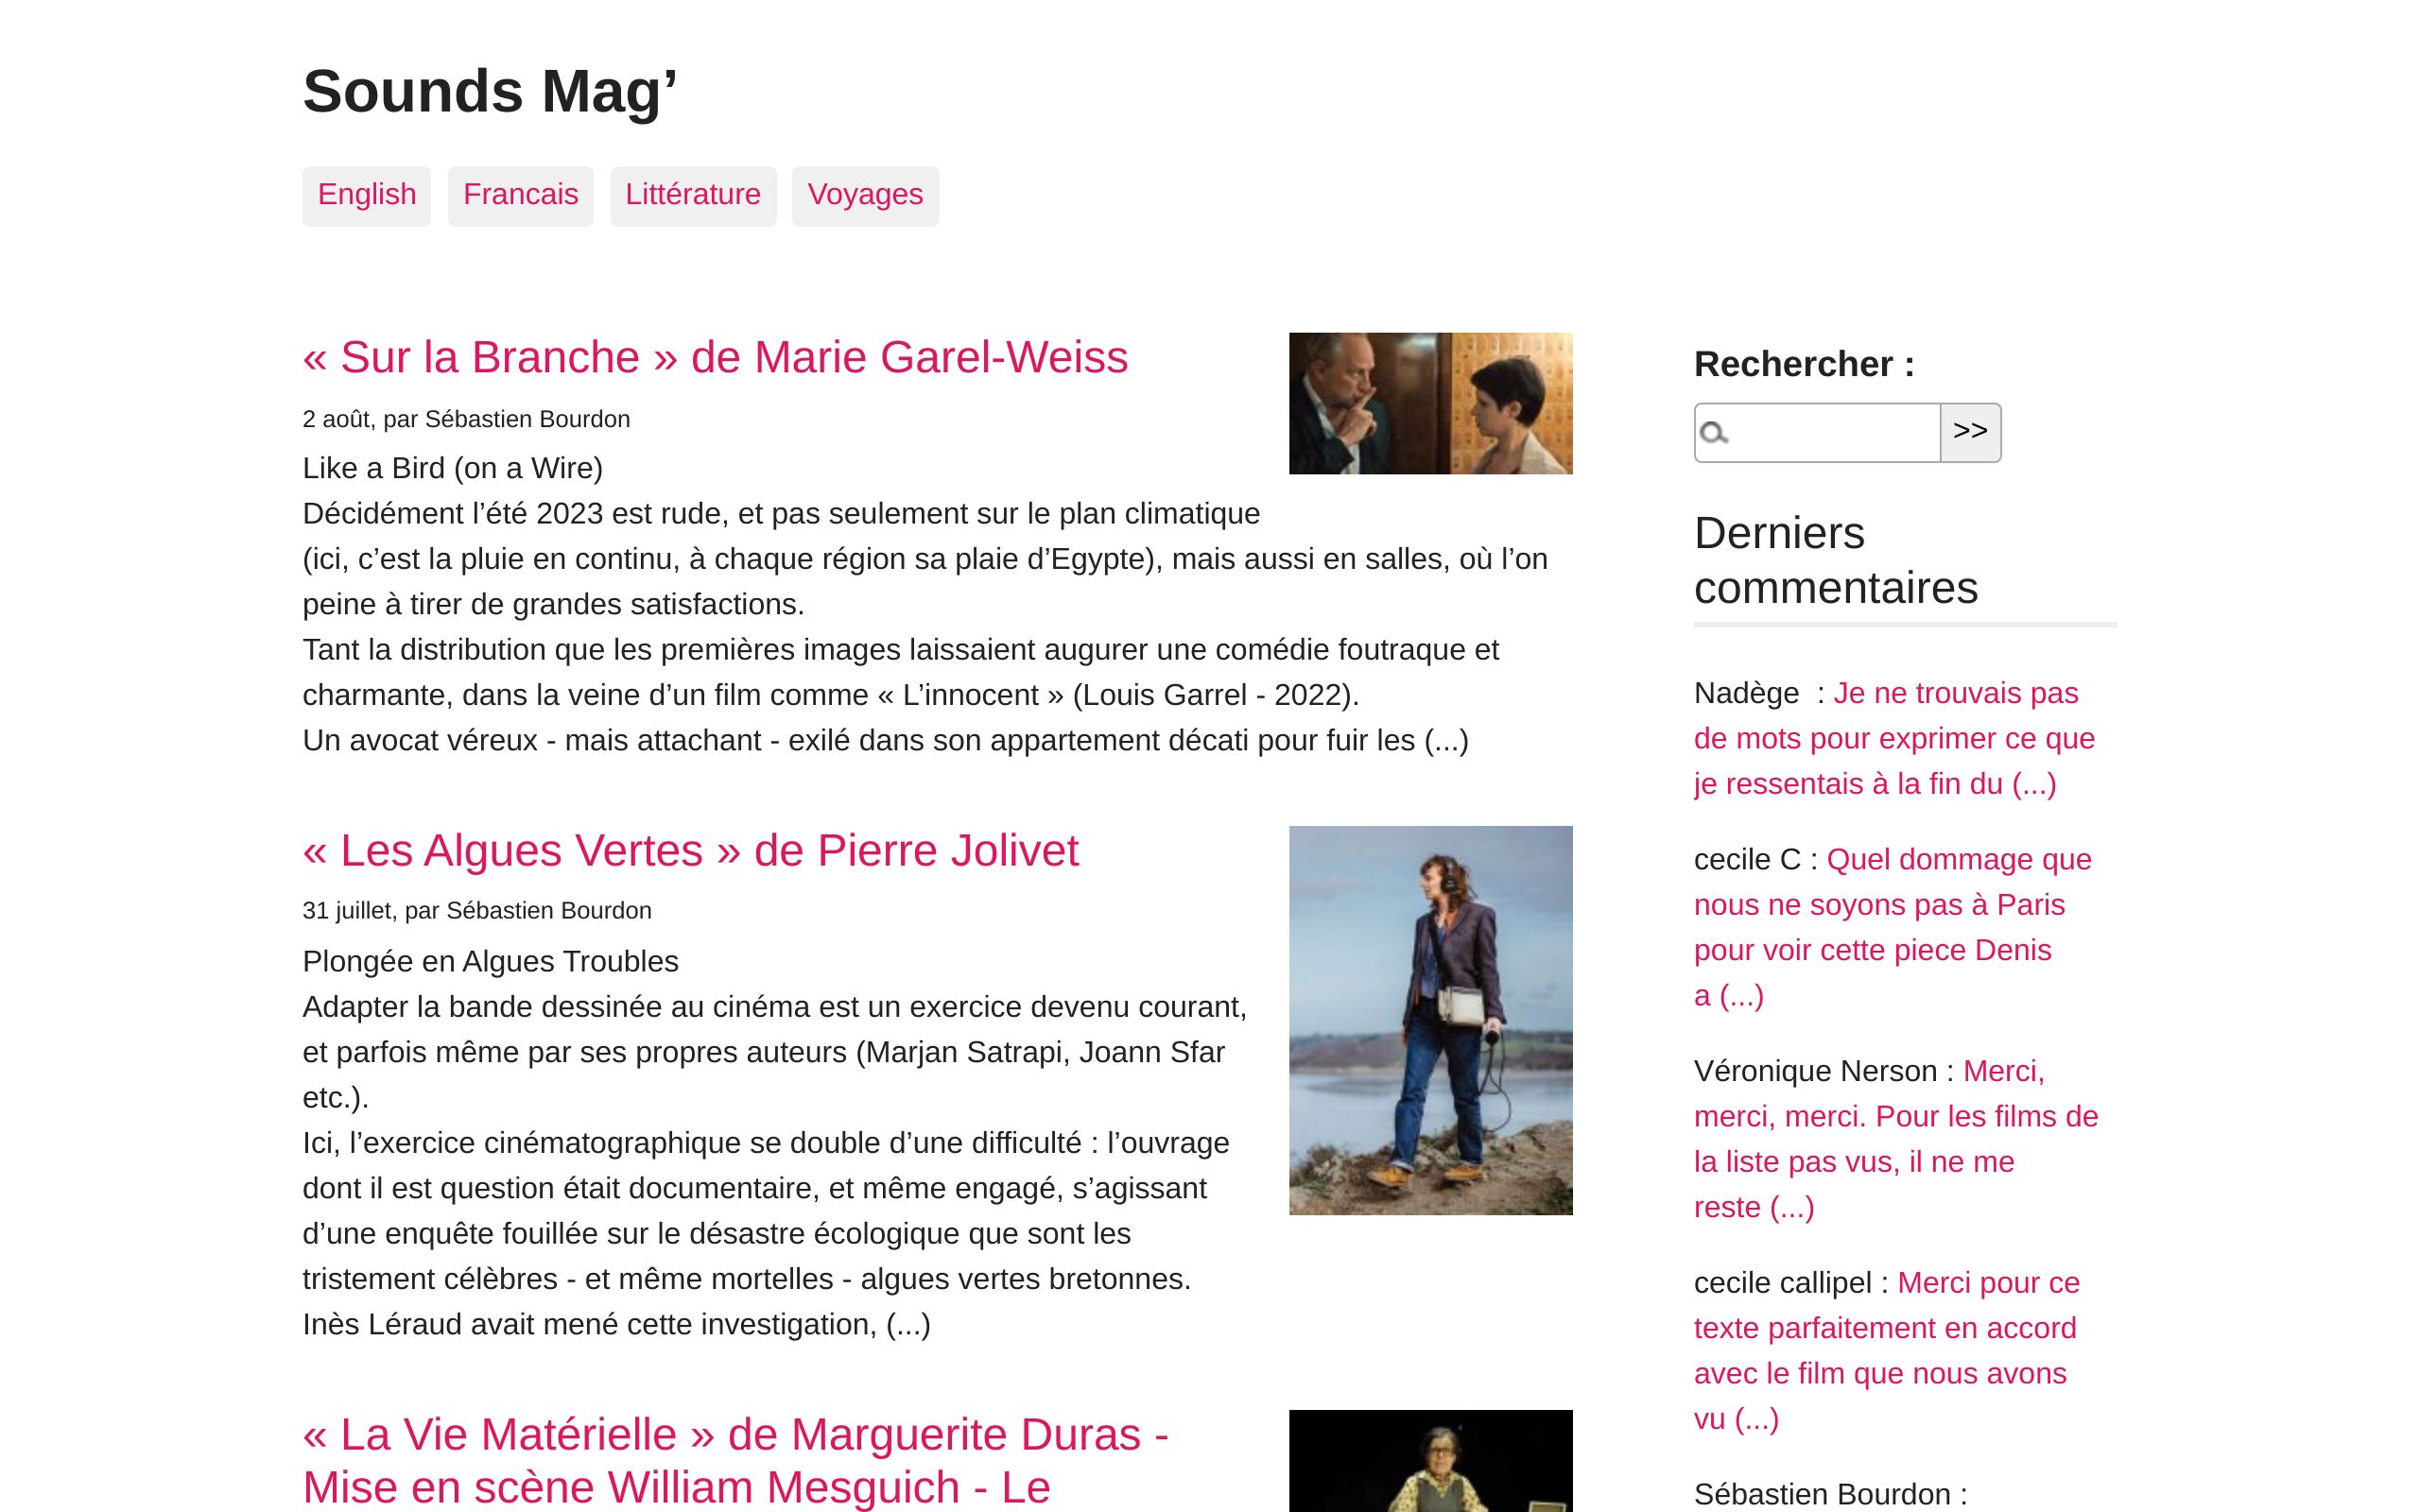 Sounds Mag’
English Francais Littérature Voyages
« Sur la Branche » de Marie Garel-Weiss
2 août, par Sébastien Bourdon
Like a Bird (on a Wire)
Décidément l’été 2023 est rude, et pas seulement sur le plan climatique
(ici, c’est la pluie en continu, à chaque région sa plaie d’Egypte), mais aussi en salles, où l’on
peine à tirer de grandes satisfactions.
Tant la distribution que les premières images laissaient augurer une comédie foutraque et
charmante, dans la veine d’un film comme « L’innocent » (Louis Garrel - 2022).
Un avocat véreux - mais attachant - exilé dans son appartement décati pour fuir les (...)
« Les Algues Vertes » de Pierre Jolivet
31 juillet, par Sébastien Bourdon
Plongée en Algues Troubles
Adapter la bande dessinée au cinéma est un exercice devenu courant,
et parfois même par ses propres auteurs (Marjan Satrapi, Joann Sfar
etc.).
Ici, l’exercice cinématographique se double d’une difficulté : l’ouvrage
dont il est question était documentaire, et même engagé, s’agissant
d’une enquête fouillée sur le désastre écologique que sont les
tristement célèbres - et même mortelles - algues vertes bretonnes.
Inès Léraud avait mené cette investigation, (...)
« La Vie Matérielle » de Marguerite Duras -
Mise en scène William Mesguich - Le
Rechercher :
>>
Derniers
commentaires
Nadège  : Je ne trouvais pas
de mots pour exprimer ce que
je ressentais à la fin du (...)
cecile C : Quel dommage que
nous ne soyons pas à Paris
pour voir cette piece Denis
a (...)
Véronique Nerson : Merci,
merci, merci. Pour les films de
la liste pas vus, il ne me
reste (...)
cecile callipel : Merci pour ce
texte parfaitement en accord
avec le film que nous avons
vu (...)
Sébastien Bourdon :